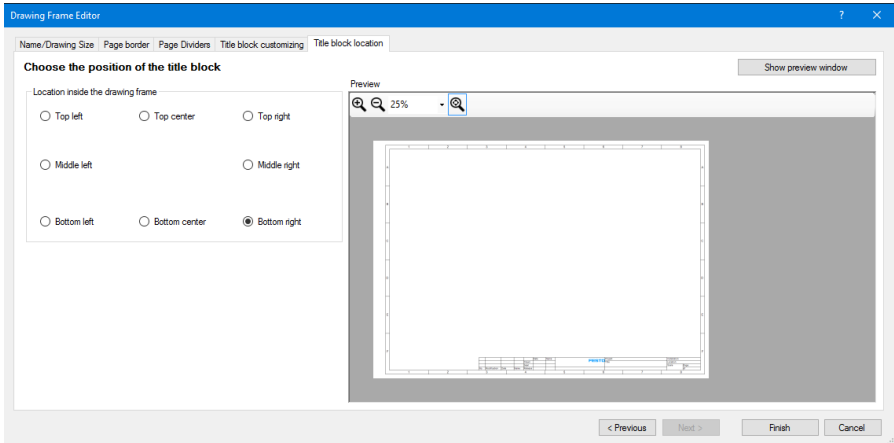 Drawing Frame Editor ? ×
Name/Drawing Size Page border Page Dividers Title block customizing Title block location
Choose the position of the title block
Show preview window
Location inside the drawing frame
Preview
25%
Top left Top center Top right
Middle left Middle right
Bottom left Bottom center Bottom right
FESTO
< Previous Next > Finish Cancel